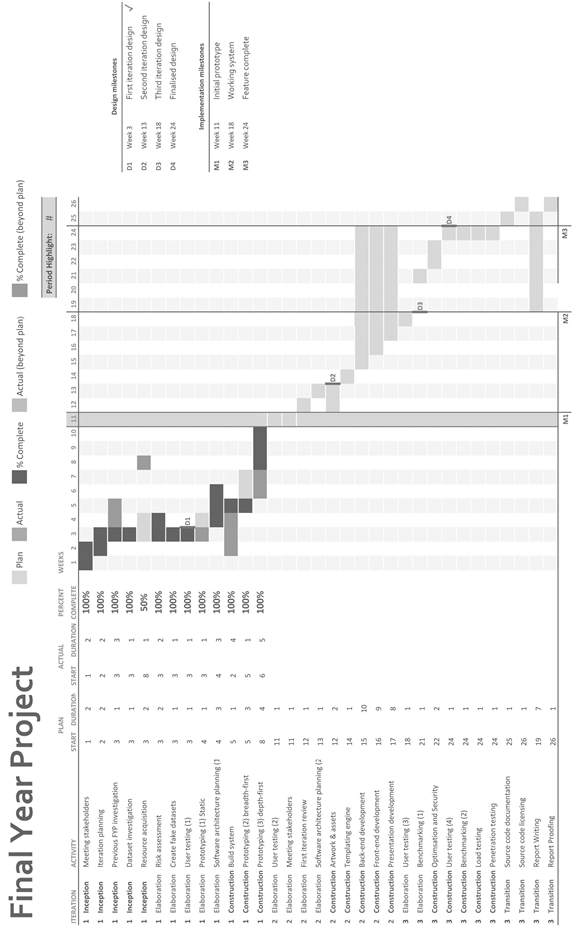 Final Year Project
Plan
Actual
% Complete
Actual (beyond plan)
% Complete (beyond plan)
Period Highlight: #
PLAN ACTUAL PERCENT
ITERATION ACTIVITY START DURATION START DURATION COMPLETE WEEKS
1 2 3 4 5 6 7 8 9 10 11 12 13 14 15 16 17 18 19 20 21 22 23 24 25 26
1 Inception Meeting stakeholders 1 2 1 2 100%
1 Inception Iteration planning 2 2 2 2 100%
1 Inception Previous FYP investigation 3 1 3 3 100%
1 Inception Dataset investigation 3 1 3 1 100%
1 Inception Resource acquisition 3 2 8 1 50%
1 Elaboration Risk assessment 3 2 3 2 100%
1 Elaboration Create fake datasets 3 1 3 1 100%
1 Elaboration User testing (1) 3 1 3 1 100%
1 Elaboration Prototyping (1) Static 4 1 3 1 100%
1 Elaboration Software architecture planning (1 4 3 4 3 100%
1 Construction Build system 5 1 2 4 100%
1 Construction Prototyping (2) breadth-first 5 3 5 1 100%
1 Construction Prototyping (3) depth-first 8 4 6 5 100%
2 Elaboration User testing (2) 11 1
2 Elaboration Meeting stakeholders 11 1
2 Elaboration First iteration review 12 1
2 Elaboration Software architecture planning (2 13 1
2 Construction Artwork & assets 12 2
2 Construction Templating engine 14 1
2 Construction Back-end development 15 10
2 Construction Front-end development 16 9
2 Construction Presentation development 17 8
3 Elaboration User testing (3) 18 1
3 Elaboration Benchmarking (1) 21 1
3 Construction Optimisation and Security 22 2
3 Construction User testing (4) 24 1
3 Construction Benchmarking (2) 24 1
3 Construction Load testing 24 1
3 Construction Penetration testing 24 1
3 Transition Source code documentation 25 1
3 Transition Source code licensing 26 1
3 Transition Report Writing 19 7
3 Transition Report Proofing 26 1
D1
D2
D3
D4
M1
M2
M3
Design milestones
D1 Week 3 First iteration design ✓
D2 Week 13 Second iteration design
D3 Week 18 Third iteration design
D4 Week 24 Finalised design
Implementation milestones
M1 Week 11 Initial prototype
M2 Week 18 Working system
M3 Week 24 Feature complete